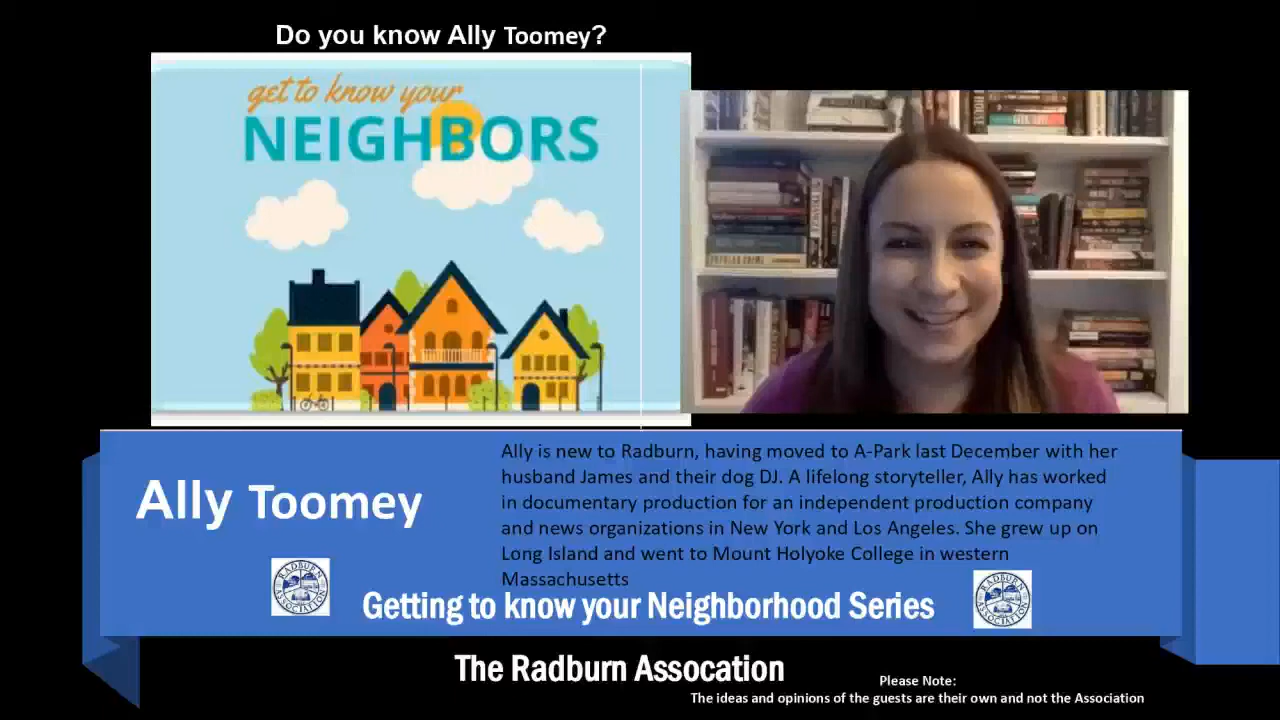 Do you know Ally Toomey?
get to know your
NEIGHBORS
Ally is new to Radburn, having moved to A-Park last December with her
husband James and their dog DJ. A lifelong storyteller, Ally has worked
in documentary production for an independent production company
and news organizations in New York and Los Angeles. She grew up on
Long Island and went to Mount Holyoke College in western
Massachusetts
Ally Toomey
RADBURN
ASSOCIATION
RADBURN
ASSOCIATION
Getting to know your Neighborhood Series
The Radburn Assocation
Please Note:
The ideas and opinions of the guests are their own and not the Association